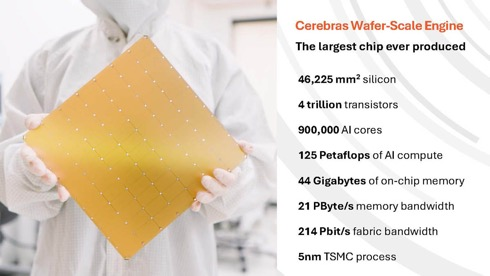 Cerebras Wafer-Scale Engine
The largest chip ever produced
46,225 mm² silicon
4 trillion transistors
900,000 AI cores
125 Petaflops of AI compute
44 Gigabytes of on-chip memory
21 PByte/s memory bandwidth
214 Pbit/s fabric bandwidth
5nm TSMC process